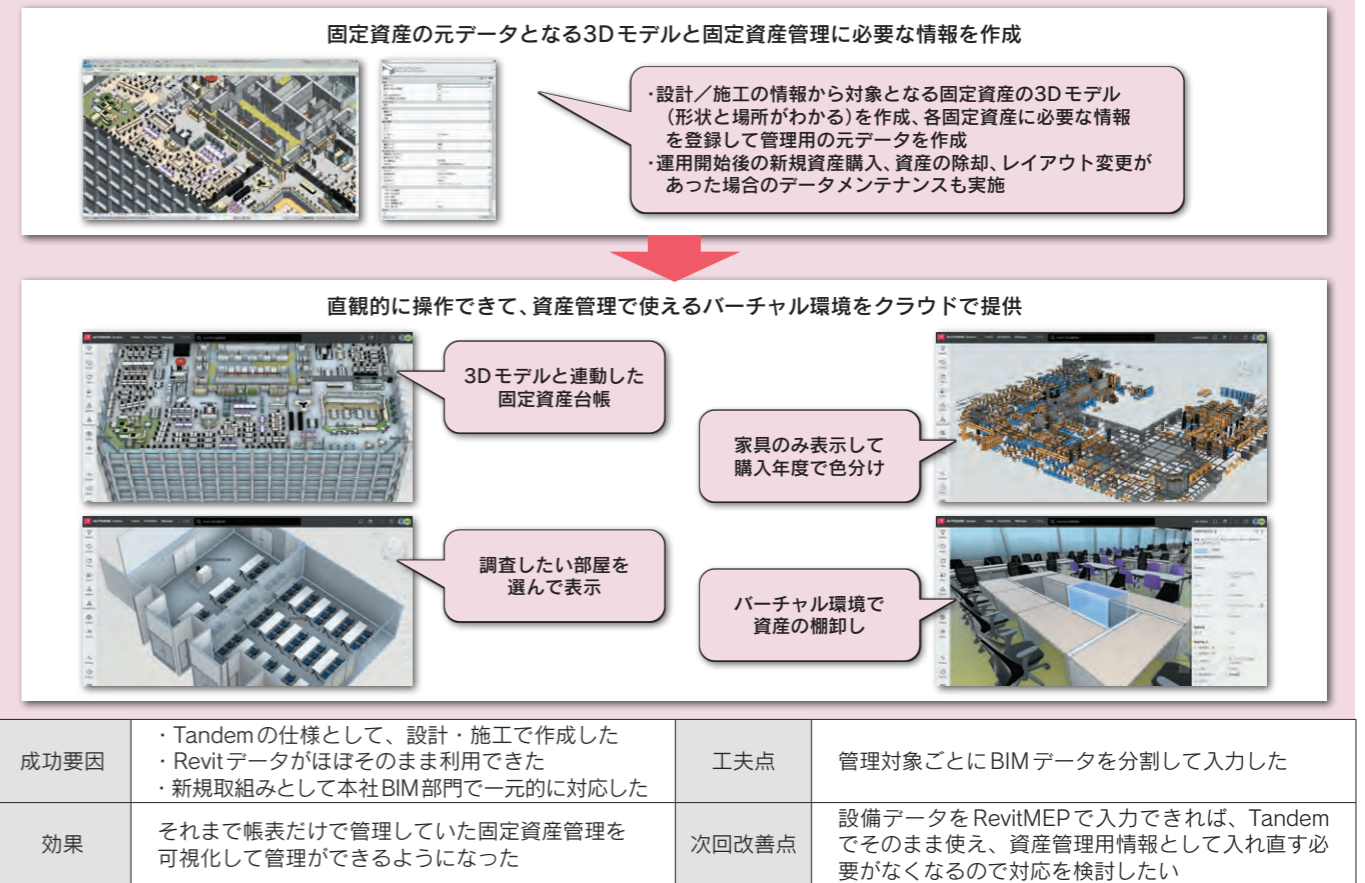 固定資産の元データとなる3Dモデルと固定資産管理に必要な情報を作成
・設計／施工の情報から対象となる固定資産の3Dモデル
（形状と場所がわかる）を作成、各固定資産に必要な情報
を登録して管理用の元データを作成
・運用開始後の新規資産購入、資産の除却、レイアウト変更が
あった場合のデータメンテナンスも実施
直観的に操作できて、資産管理で使えるバーチャル環境をクラウドで提供
3Dモデルと連動した
固定資産台帳
家具のみ表示して
購入年度で色分け
調査したい部屋を
選んで表示
バーチャル環境で
資産の棚卸し
成功要因
・Tandemの仕様として、設計・施工で作成した
・Revitデータがほぼそのまま利用できた
・新規取組みとして本社BIM部門で一元的に対応した
工夫点
管理対象ごとにBIMデータを分割して入力した
効果
それまで帳表だけで管理していた固定資産管理を
可視化して管理ができるようになった
次回改善点
設備データをRevitMEPで入力できれば、Tandem
でそのまま使え、資産管理用情報として入れ直す必
要がなくなるので対応を検討したい